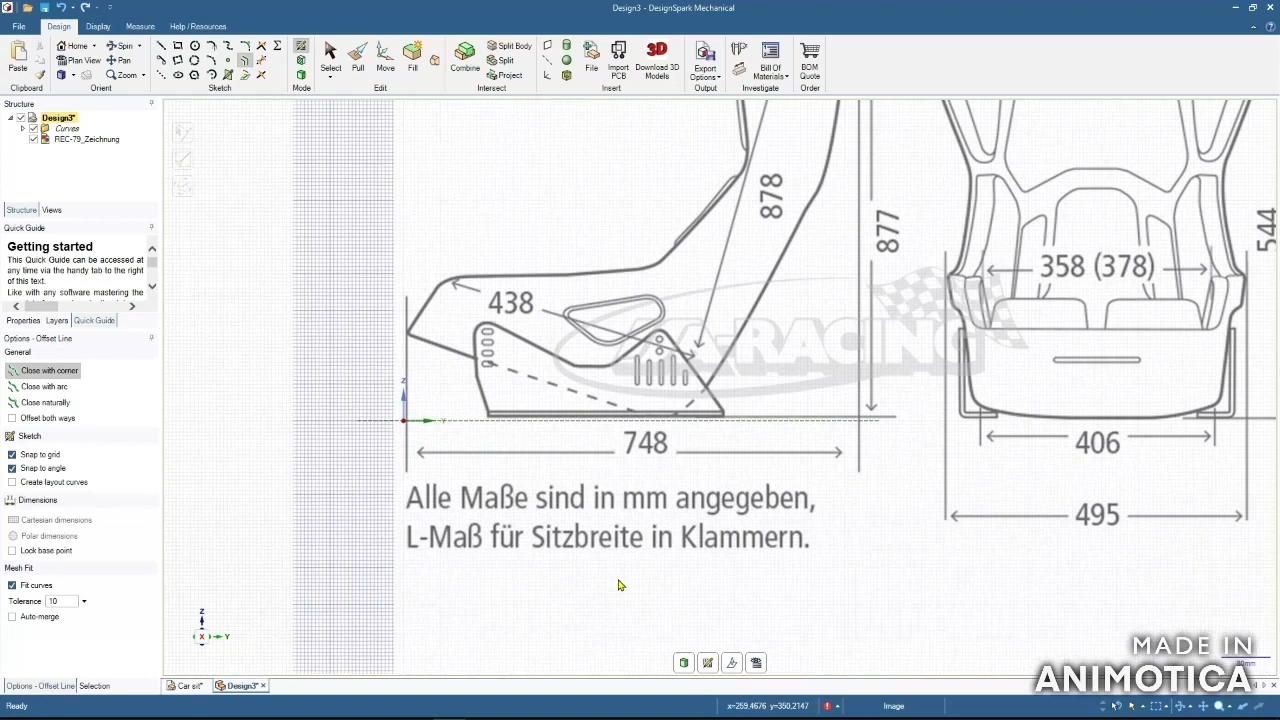 Design3 - DesignSpark Mechanical
File Design Display Measure Help / Resources
Paste
Home Spin
Plan View Pan
Zoom
Select Pull Move Fill
Combine
Split Body
Split
Project
File Import PCB Download 3D Models
3D
Export Options
Bill Of Materials
BOM Quote
Clipboard Orient Sketch Mode Edit Intersect Insert Output Investigate Order
Structure
Design3*
Curves
REC-79_Zeichnung
Structure Views
Quick Guide
Getting started
This Quick Guide can be accessed at
any time via the handy tab to the right
of this text.
Like with any software mastering the
Properties Layers Quick Guide
Options - Offset Line
General
Close with corner
Close with arc
Close naturally
Offset both ways
Sketch
Snap to grid
Snap to angle
Create layout curves
Dimensions
Cartesian dimensions
Polar dimensions
Lock base point
Mesh Fit
Fit curves
Tolerance 10
Auto-merge
Options - Offset Line Selection
878
877
544
358 (378)
438
A-RACING
748
406
495
Alle Maße sind in mm angegeben,
L-Maß für Sitzbreite in Klammern.
Z
Y
Z
X
Y
MADE IN
ANIMOTICA
Car sit* Design3*
Ready
x=259.4676 y=350,2147
Image